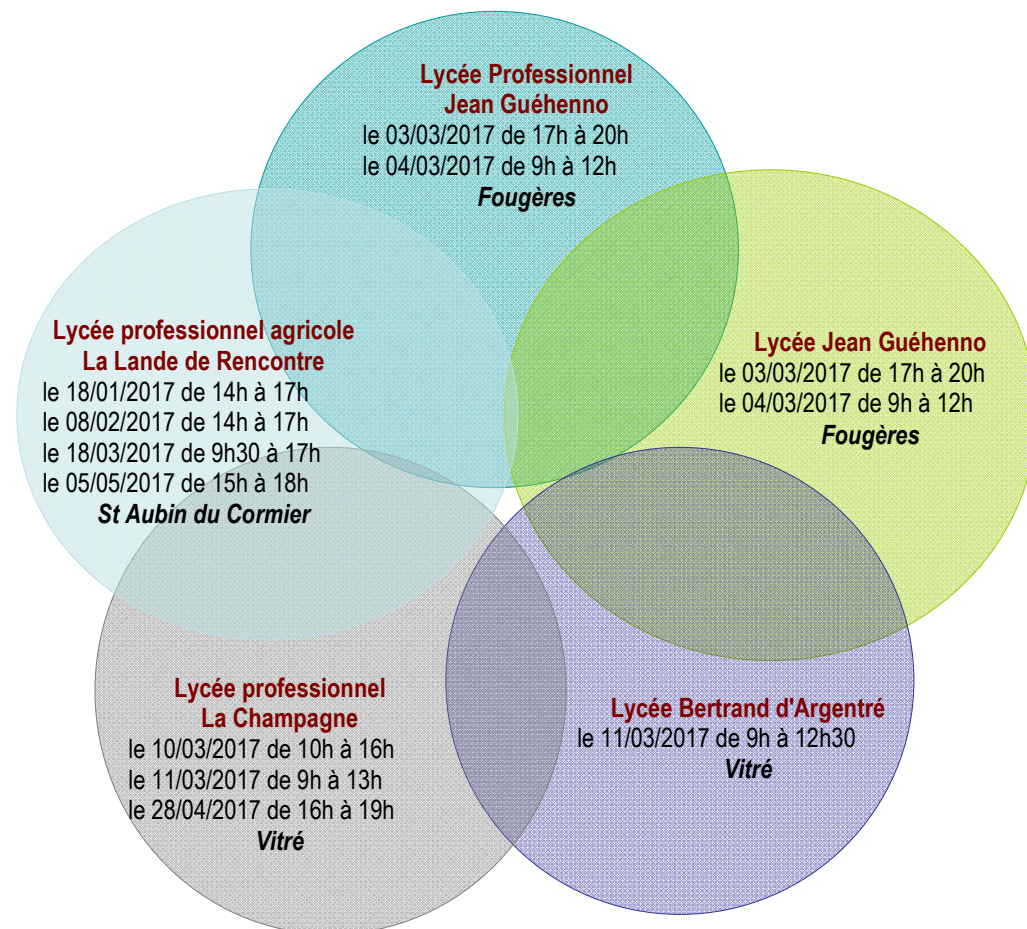 Lycée Professionnel
Jean Guéhenno
le 03/03/2017 de 17h à 20h
le 04/03/2017 de 9h à 12h
Fougères
Lycée professionnel agricole
La Lande de Rencontre
le 18/01/2017 de 14h à 17h
le 08/02/2017 de 14h à 17h
le 18/03/2017 de 9h30 à 17h
le 05/05/2017 de 15h à 18h
St Aubin du Cormier
Lycée Jean Guéhenno
le 03/03/2017 de 17h à 20h
le 04/03/2017 de 9h à 12h
Fougères
Lycée professionnel
La Champagne
le 10/03/2017 de 10h à 16h
le 11/03/2017 de 9h à 13h
le 28/04/2017 de 16h à 19h
Vitré
Lycée Bertrand d'Argentré
le 11/03/2017 de 9h à 12h30
Vitré